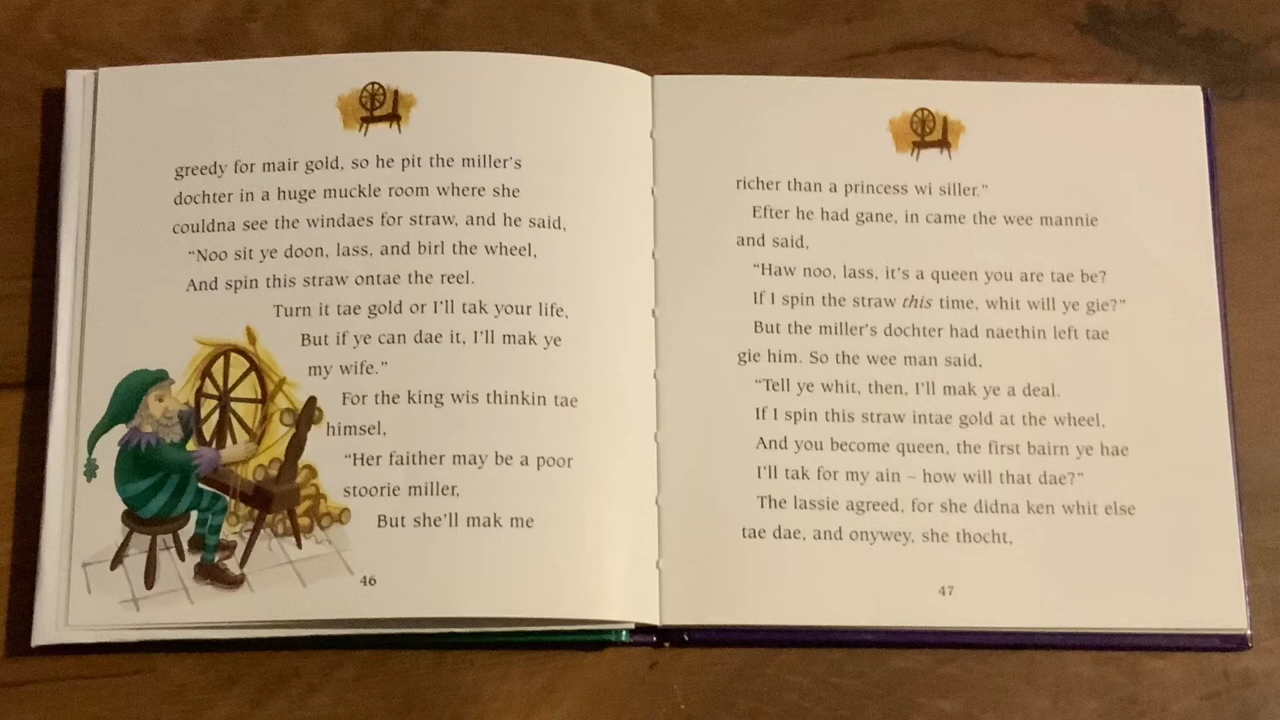 greedy for mair gold, so he pit the miller's
dochter in a huge muckle room where she
couldna see the windaes for straw, and he said,
“Noo sit ye doon, lass, and birl the wheel,
And spin this straw ontae the reel.
Turn it tae gold or I'll tak your life,
But if ye can dae it, I'll mak ye
my wife.”
For the king wis thinkin tae
himsel,
“Her faither may be a poor
stoorie miller,
But she'll mak me
46
richer than a princess wi siller.”
Efter he had gane, in came the wee mannie
and said,
“Haw noo, lass, it's a queen you are tae be?
If I spin the straw this time, whit will ye gie?”
But the miller's dochter had naethin left tae
gie him. So the wee man said,
“Tell ye whit, then, I'll mak ye a deal.
If I spin this straw intae gold at the wheel,
And you become queen, the first bairn ye hae
I'll tak for my ain – how will that dae?”
The lassie agreed, for she didna ken whit else
tae dae, and onywey, she thocht,
47